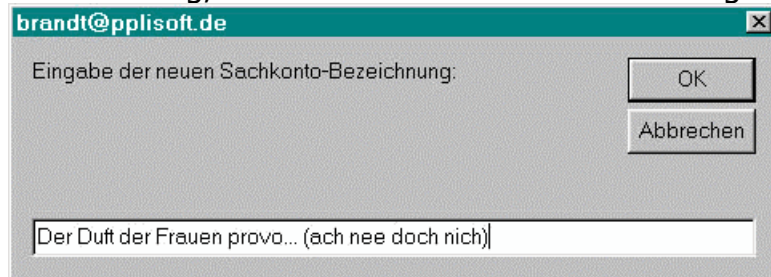 brandt@pplisoft.de
Eingabe der neuen Sachkonto-Bezeichnung:
OK
Abbrechen
Der Duft der Frauen provo... (ach nee doch nich)